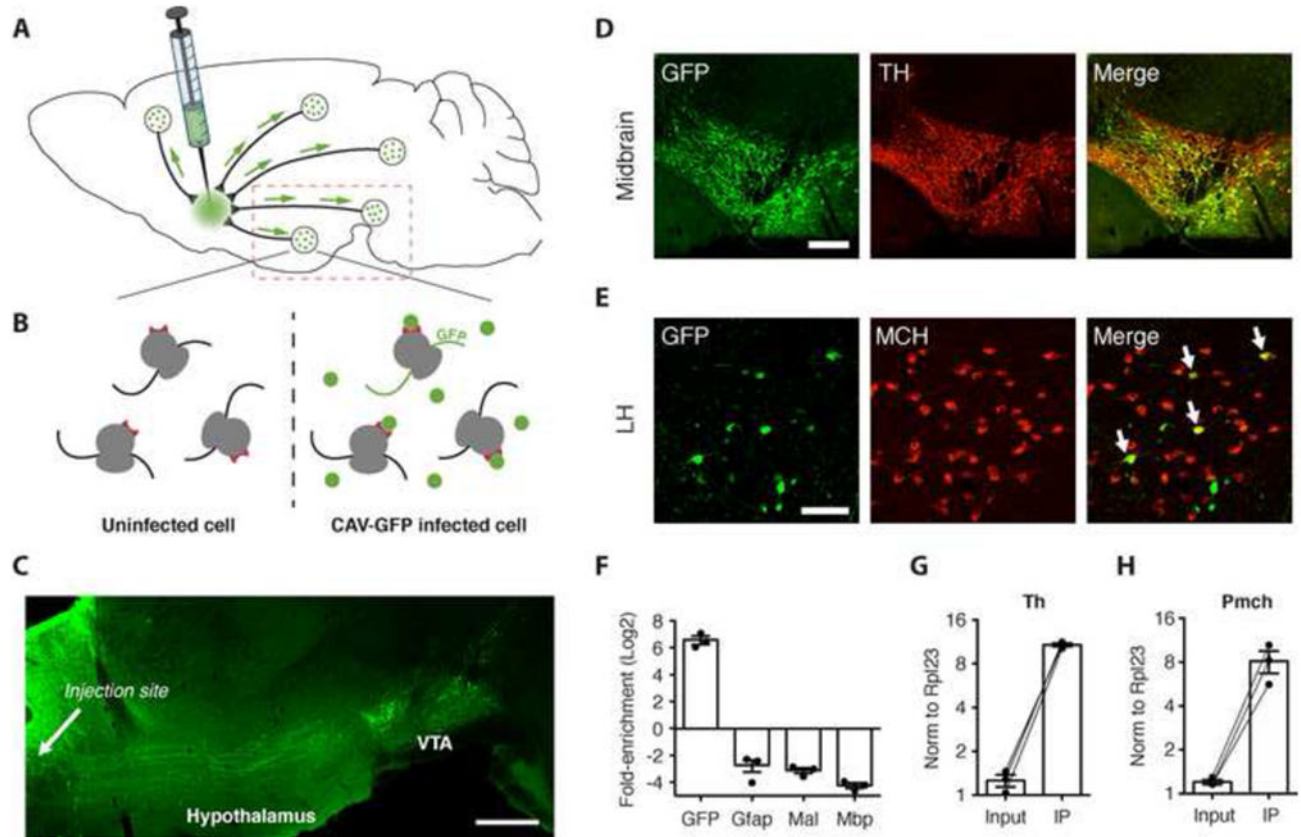 A
B
GFP
Uninfected cell
CAV-GFP infected cell
C
Injection site
VTA
Hypothalamus
D
GFP
TH
Merge
Midbrain
E
GFP
MCH
Merge
LH
F
Fold-enrichment (Log2)
8
6
4
2
0
-2
-4
GFP
Gfap
Mal
Mbp
G
Th
Norm to Rpl23
16
8
4
2
1
Input
IP
H
Pmch
Norm to Rpl23
16
8
4
2
1
Input
IP